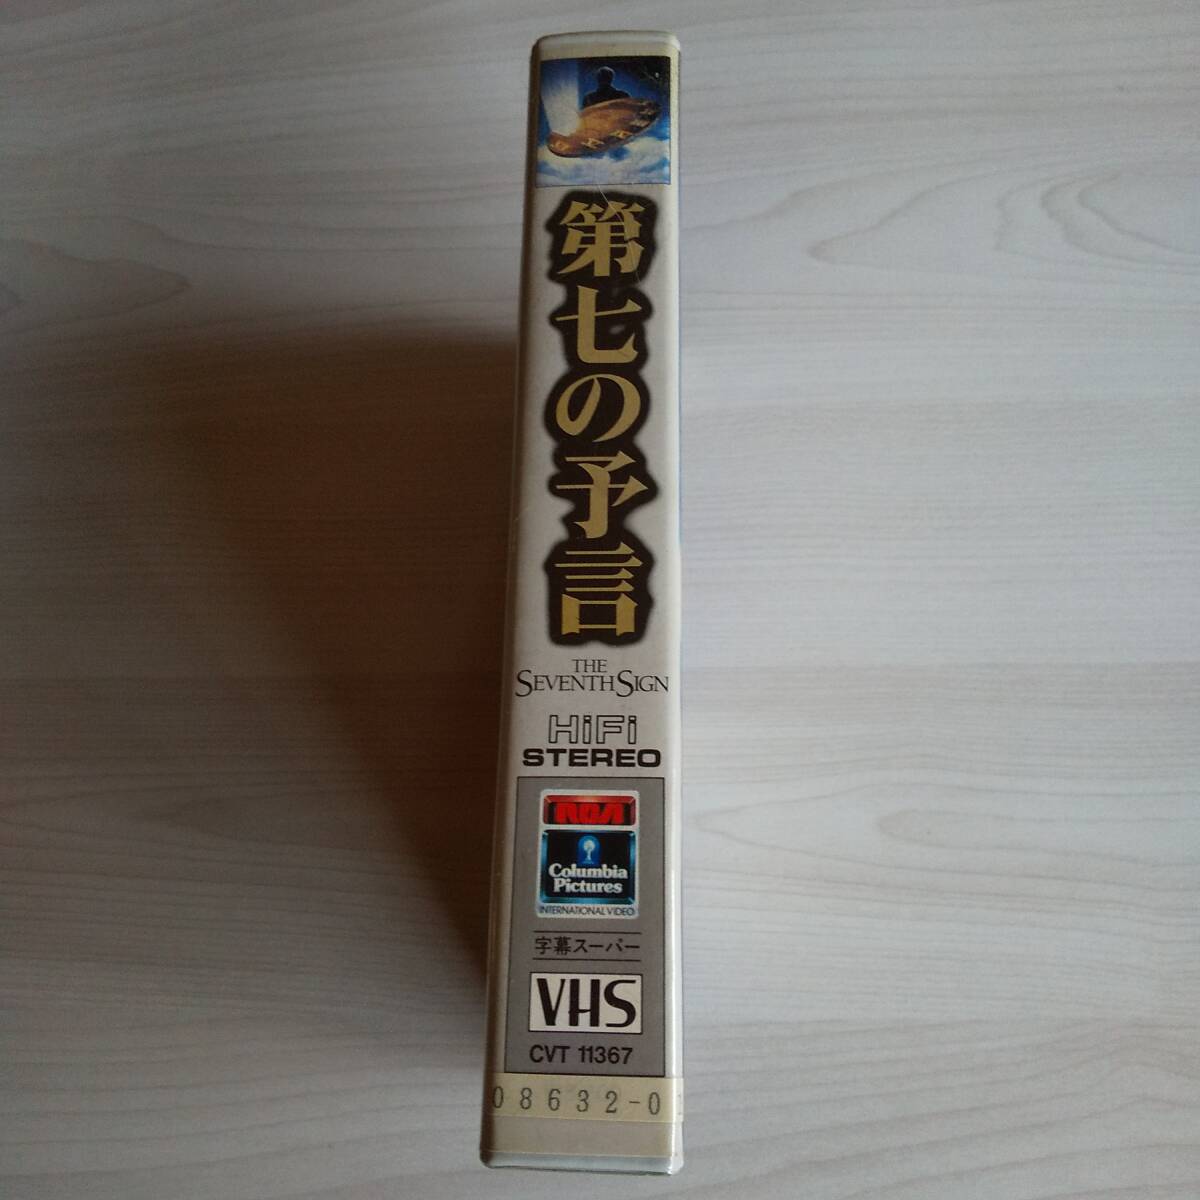 第七の予言
THE
SEVENTH SIGN
HiFi
STEREO
RCA
Columbia
Pictures
INTERNATIONAL VIDEO
字幕スーパー
VHS
CVT 11367
08632-0